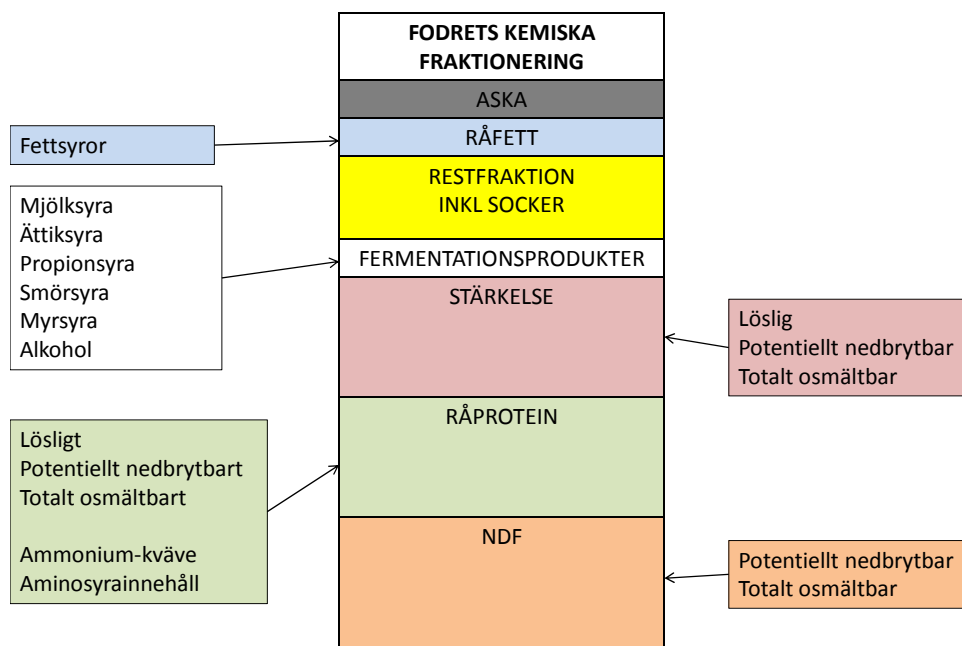 FODRETS KEMISKA
FRAKTIONERING
ASKA
Fettsyror
RÅFETT
RESTFRAKTION
INKL SOCKER
Mjölksyra
Ättiksyra
Propionsyra
Smörsyra
Myrsyra
Alkohol
FERMENTATIONSPRODUKTER
STÄRKELSE
Löslig
Potentiellt nedbrytbar
Totalt osmältbar
RÅPROTEIN
Lösligt
Potentiellt nedbrytbart
Totalt osmältbart
Ammonium-kväve
Aminosyrainnehåll
NDF
Potentiellt nedbrytbar
Totalt osmältbar